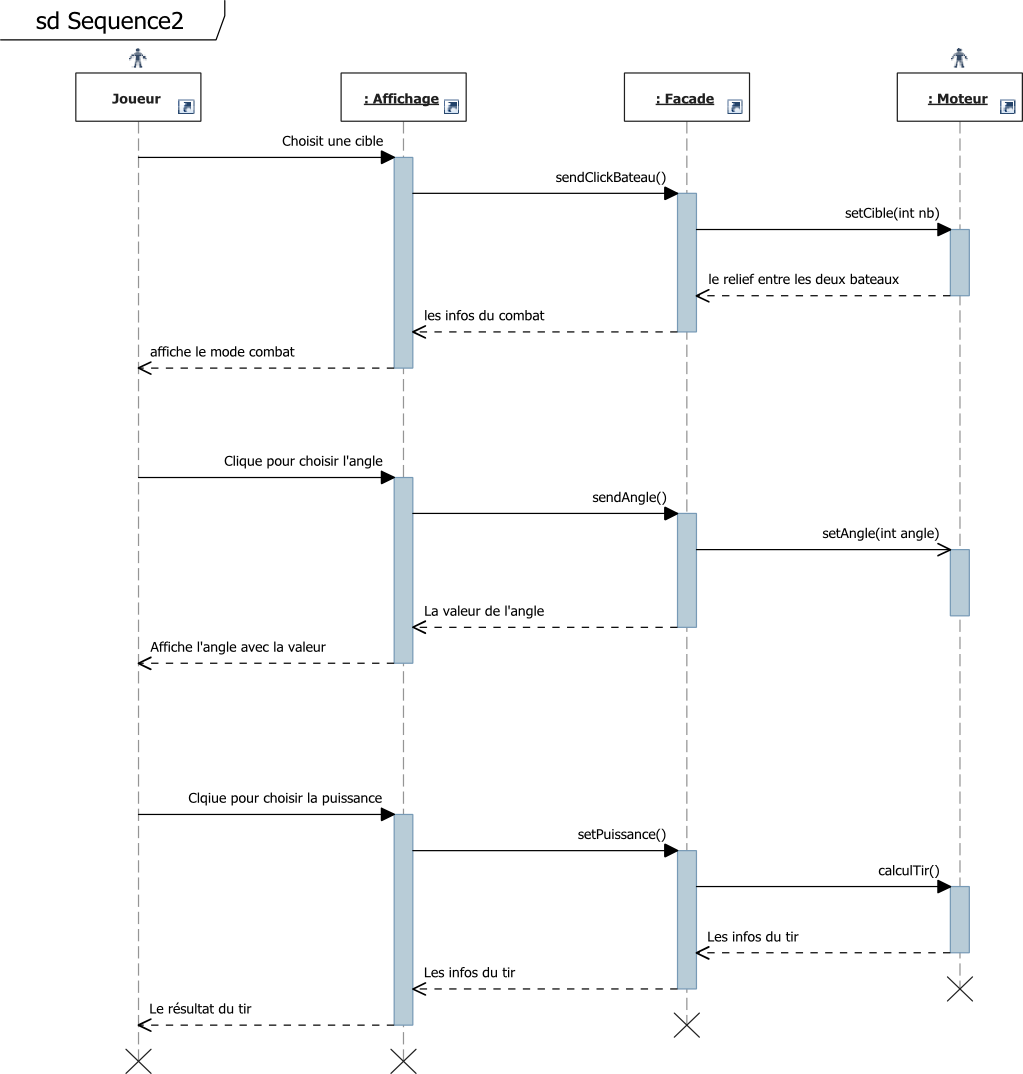 sd Sequence2
Joueur
: Affichage
: Facade
: Moteur
Choisit une cible
sendClickBateau()
setCible(int nb)
le relief entre les deux bateaux
les infos du combat
affiche le mode combat
Clique pour choisir l'angle
sendAngle()
setAngle(int angle)
La valeur de l'angle
Affiche l'angle avec la valeur
Clqiue pour choisir la puissance
setPuissance()
calculTir()
Les infos du tir
Les infos du tir
Le résultat du tir